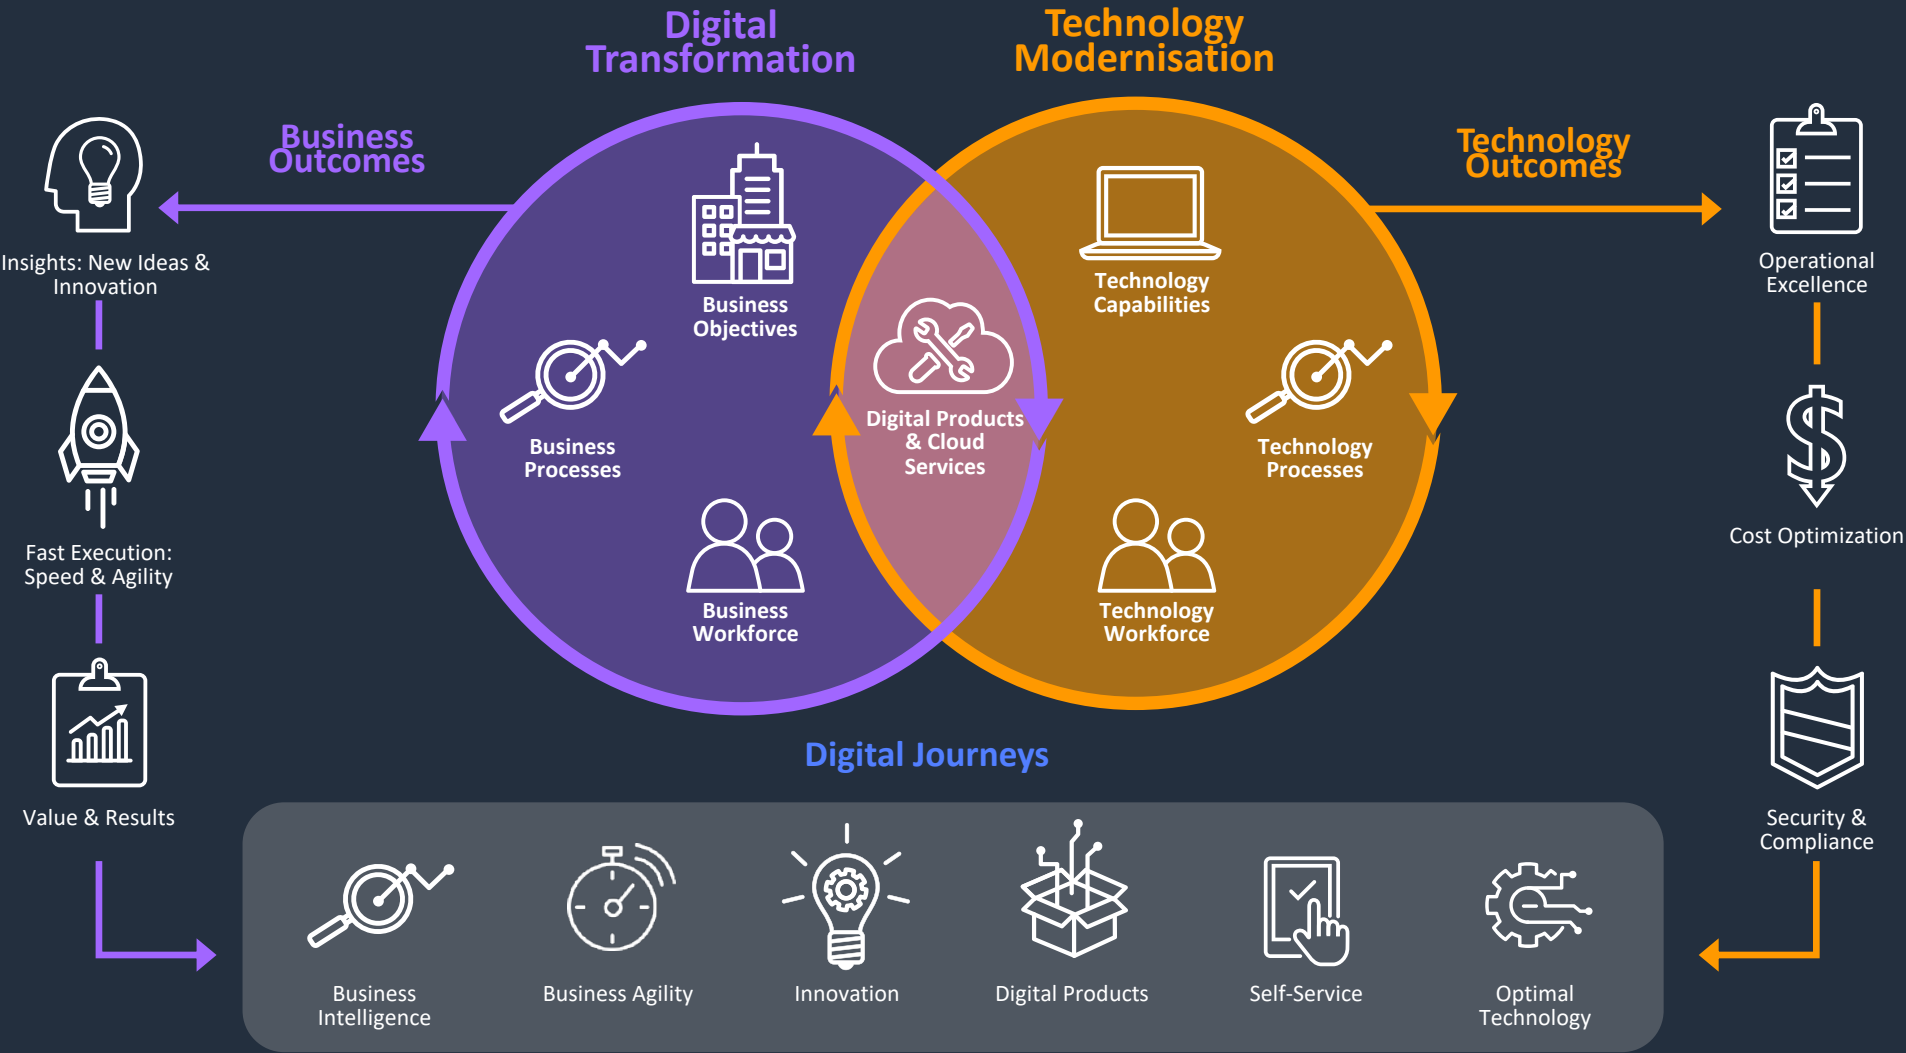 Digital
Transformation
Technology
Modernisation
Business
Outcomes
Technology
Outcomes
Insights: New Ideas &
Innovation
Fast Execution:
Speed & Agility
Value & Results
Business
Objectives
Business
Processes
Business
Workforce
Digital Products
& Cloud
Services
Technology
Capabilities
Technology
Processes
Technology
Workforce
Operational
Excellence
Cost Optimization
Security &
Compliance
Digital Journeys
Business
Intelligence
Business Agility
Innovation
Digital Products
Self-Service
Optimal
Technology